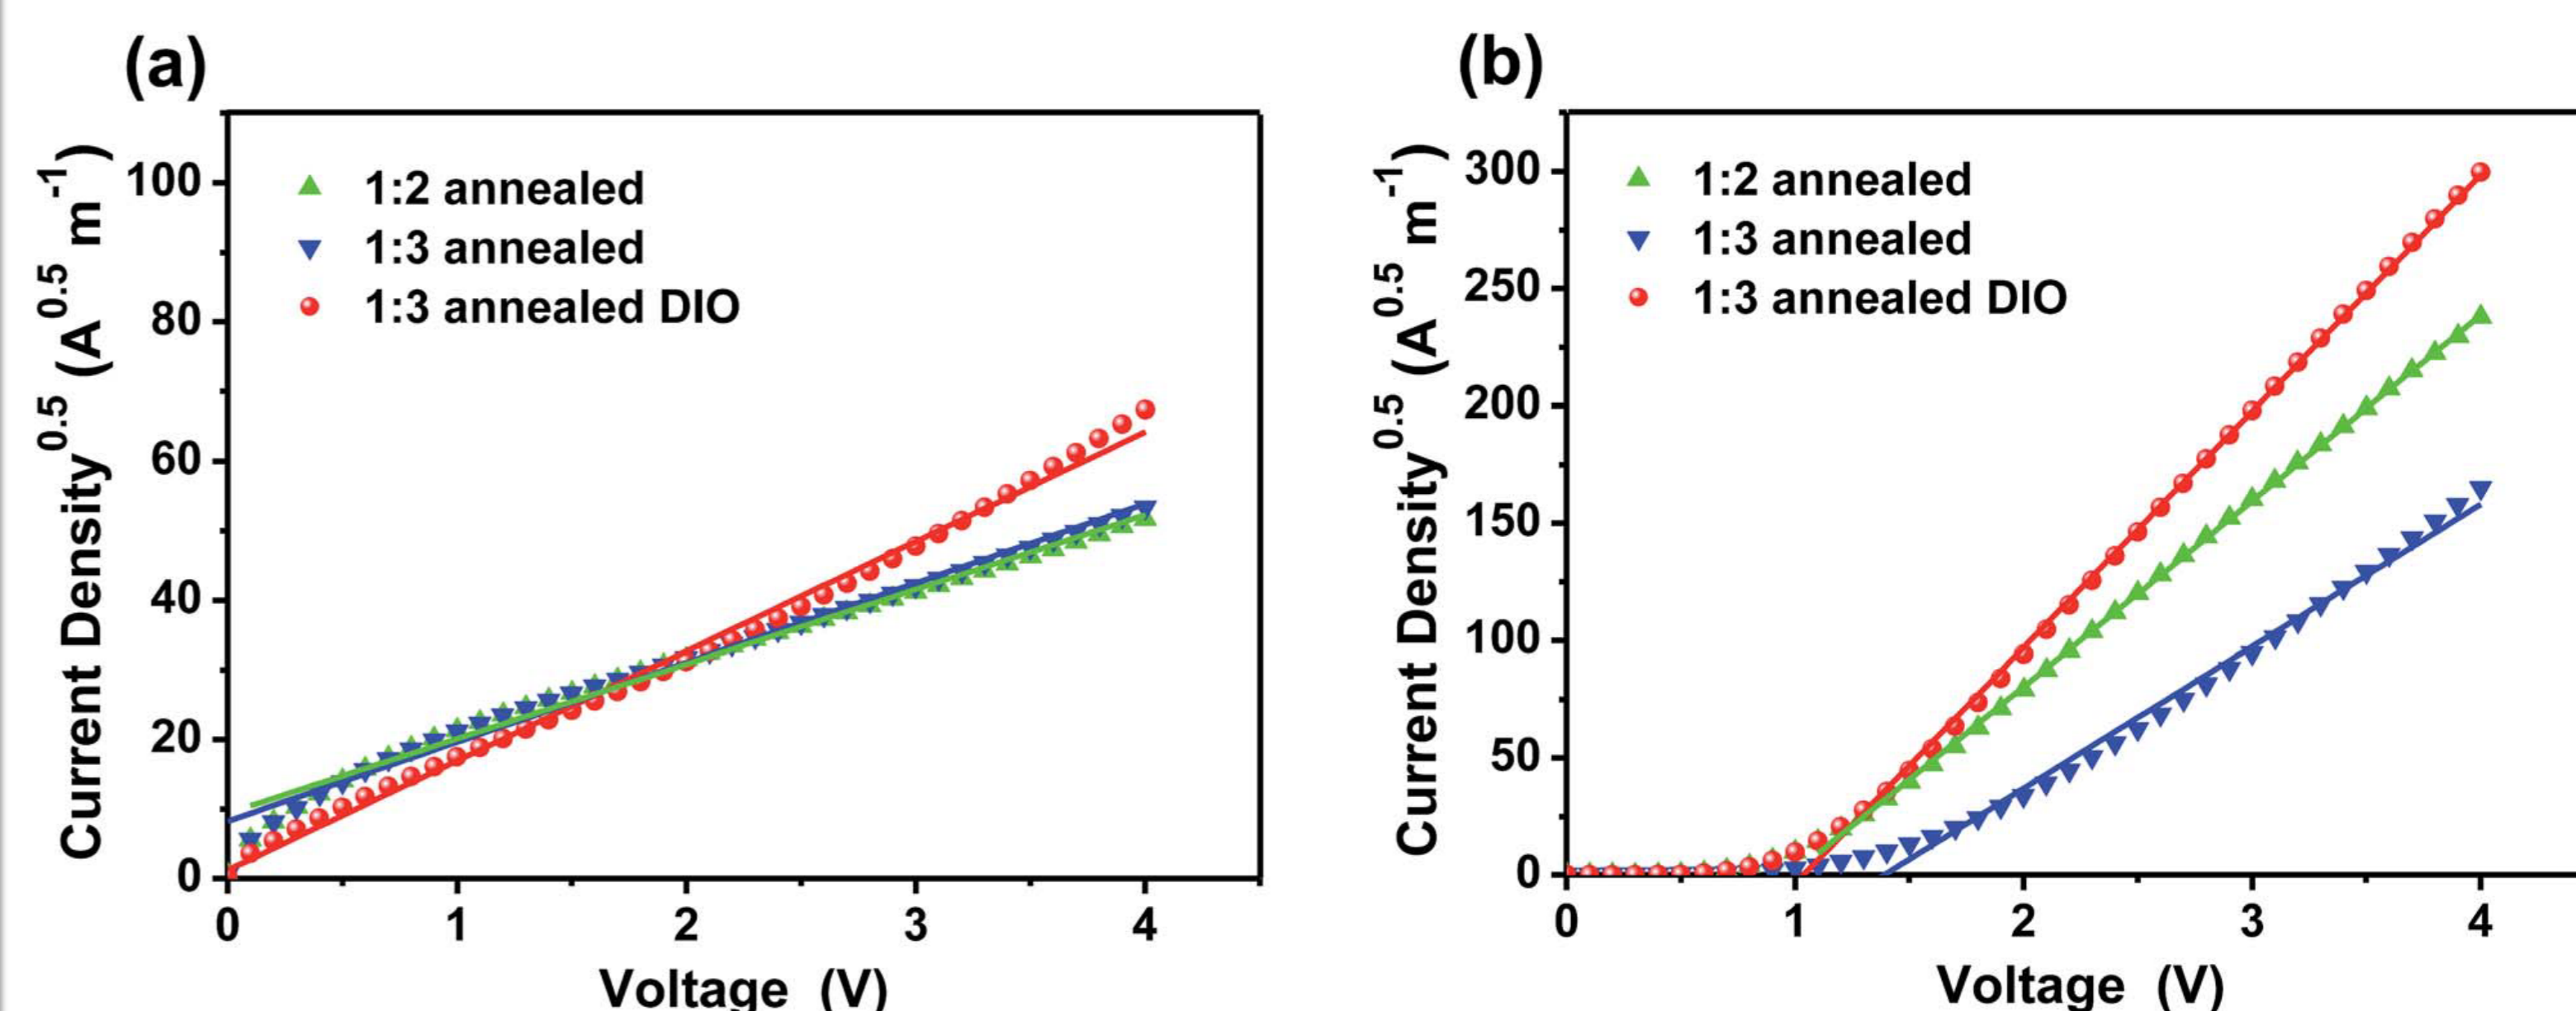 (a)
Current Density^0.5 (A^0.5 m^-1)
100
80
60
40
20
0
1:2 annealed
1:3 annealed
1:3 annealed DIO
0 1 2 3 4
Voltage (V)
(b)
Current Density^0.5 (A^0.5 m^-1)
300
250
200
150
100
50
0
1:2 annealed
1:3 annealed
1:3 annealed DIO
0 1 2 3 4
Voltage (V)